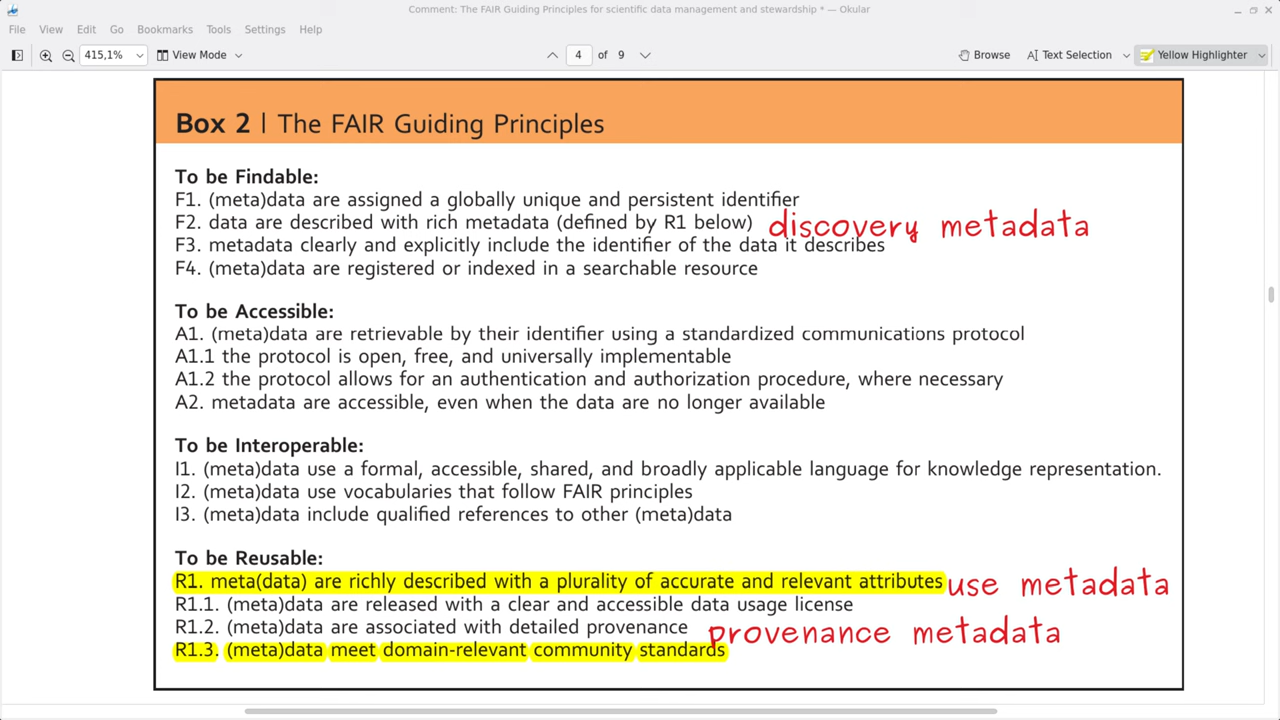 Comment: The FAIR Guiding Principles for scientific data management and stewardship * — Okular
File View Edit Go Bookmarks Tools Settings Help
415,1% View Mode 4 of 9 Browse Text Selection Yellow Highlighter
Box 2 | The FAIR Guiding Principles
To be Findable:
F1. (meta)data are assigned a globally unique and persistent identifier
F2. data are described with rich metadata (defined by R1 below) discovery metadata
F3. metadata clearly and explicitly include the identifier of the data it describes
F4. (meta)data are registered or indexed in a searchable resource
To be Accessible:
A1. (meta)data are retrievable by their identifier using a standardized communications protocol
A1.1 the protocol is open, free, and universally implementable
A1.2 the protocol allows for an authentication and authorization procedure, where necessary
A2. metadata are accessible, even when the data are no longer available
To be Interoperable:
I1. (meta)data use a formal, accessible, shared, and broadly applicable language for knowledge representation.
I2. (meta)data use vocabularies that follow FAIR principles
I3. (meta)data include qualified references to other (meta)data
To be Reusable:
R1. meta(data) are richly described with a plurality of accurate and relevant attributes use metadata
R1.1. (meta)data are released with a clear and accessible data usage license
R1.2. (meta)data are associated with detailed provenance provenance metadata
R1.3. (meta)data meet domain-relevant community standards